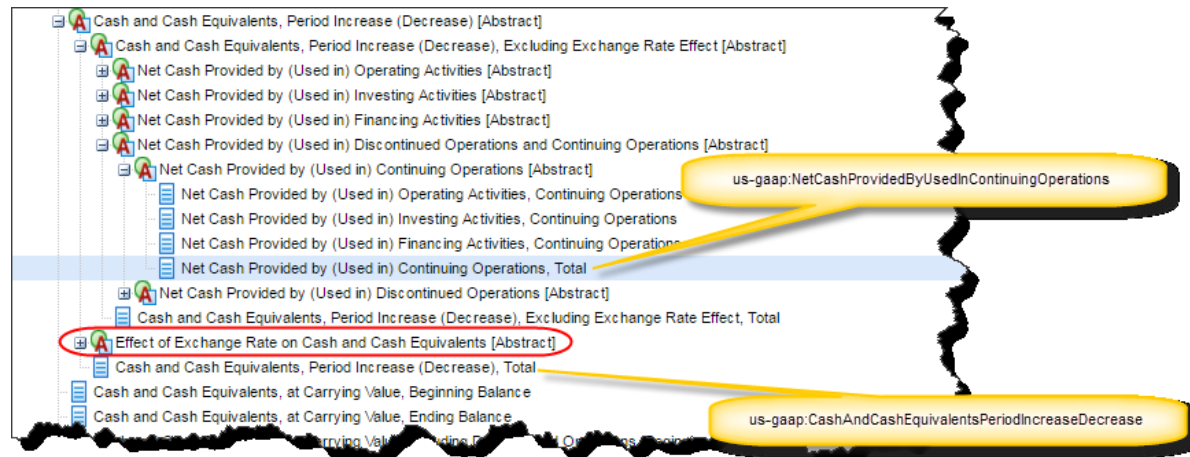 Cash and Cash Equivalents, Period Increase (Decrease) [Abstract]
Cash and Cash Equivalents, Period Increase (Decrease), Excluding Exchange Rate Effect [Abstract]
Net Cash Provided by (Used in) Operating Activities [Abstract]
Net Cash Provided by (Used in) Investing Activities [Abstract]
Net Cash Provided by (Used in) Financing Activities [Abstract]
Net Cash Provided by (Used in) Discontinued Operations and Continuing Operations [Abstract]
Net Cash Provided by (Used in) Continuing Operations [Abstract]
us-gaap:NetCashProvidedByUsedInContinuingOperations
Net Cash Provided by (Used in) Operating Activities, Continuing Operations
Net Cash Provided by (Used in) Investing Activities, Continuing Operations
Net Cash Provided by (Used in) Financing Activities, Continuing Operations
Net Cash Provided by (Used in) Continuing Operations, Total
Net Cash Provided by (Used in) Discontinued Operations [Abstract]
Cash and Cash Equivalents, Period Increase (Decrease), Excluding Exchange Rate Effect, Total
Effect of Exchange Rate on Cash and Cash Equivalents [Abstract]
Cash and Cash Equivalents, Period Increase (Decrease), Total
Cash and Cash Equivalents, at Carrying Value, Beginning Balance
Cash and Cash Equivalents, at Carrying Value, Ending Balance
us-gaap:CashAndCashEquivalentsPeriodIncreaseDecrease
Carrying